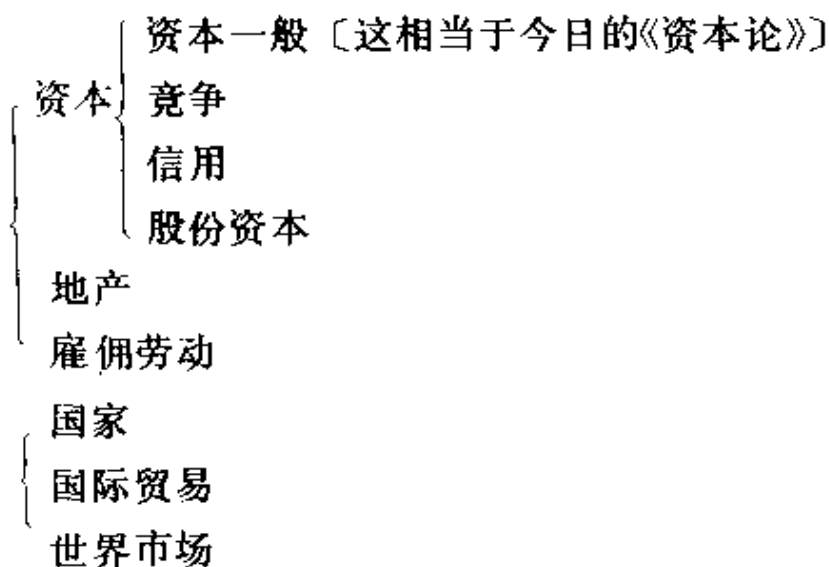 资本一般〔这相当于今日的《资本论》〕
资本
竞争
信用
股份资本
地产
雇佣劳动
国家
国际贸易
世界市场